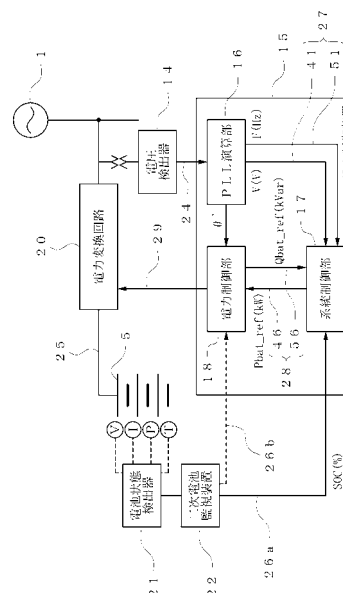 1
14
電圧検出器
24
15
16
PLL演算部
F(Hz)
V(V)
θ'
27
41
51
20
電力変換回路
29
25
5
18
電力制御部
17
系統制御部
Qbat_ref(kVar)
Pbat_ref(kW)
46
56
28
V
I
P
T
21
電池状態検出器
22
二次電池監視装置
26a
26b
SOC(%)